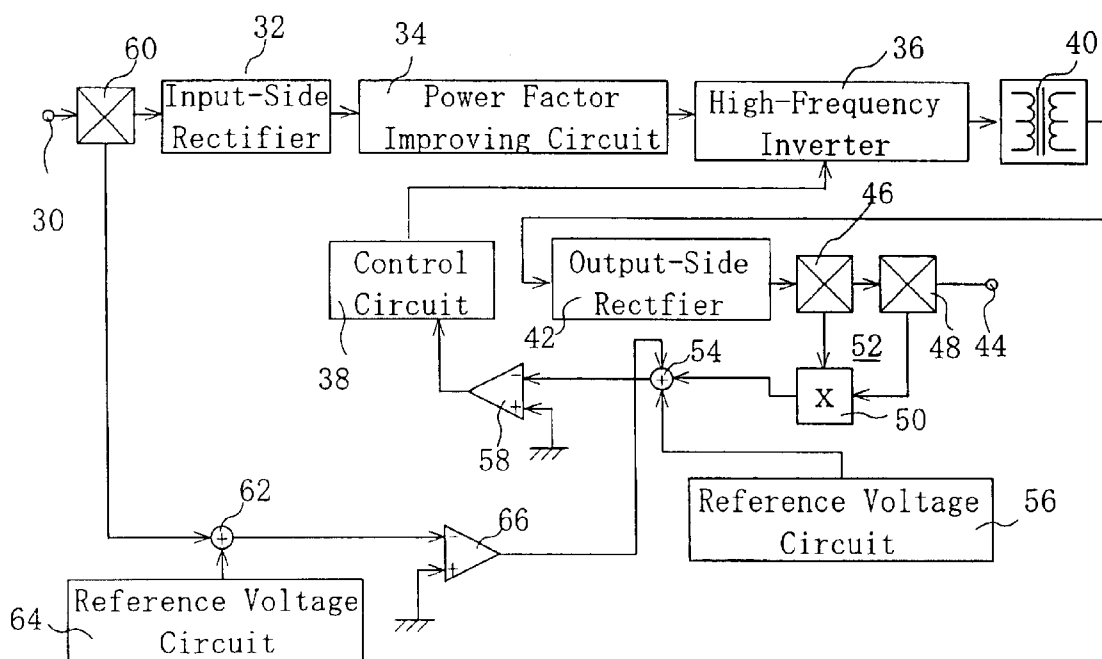 60
32
34
36
40
Input-Side
Rectifier
Power Factor
Improving Circuit
High-Frequency
Inverter
30
46
Control
Circuit
Output-Side
Rectfier
42
52
48
44
38
54
-
+
+
X
50
58
62
66
Reference Voltage
Circuit
56
+
-
+
64
Reference Voltage
Circuit